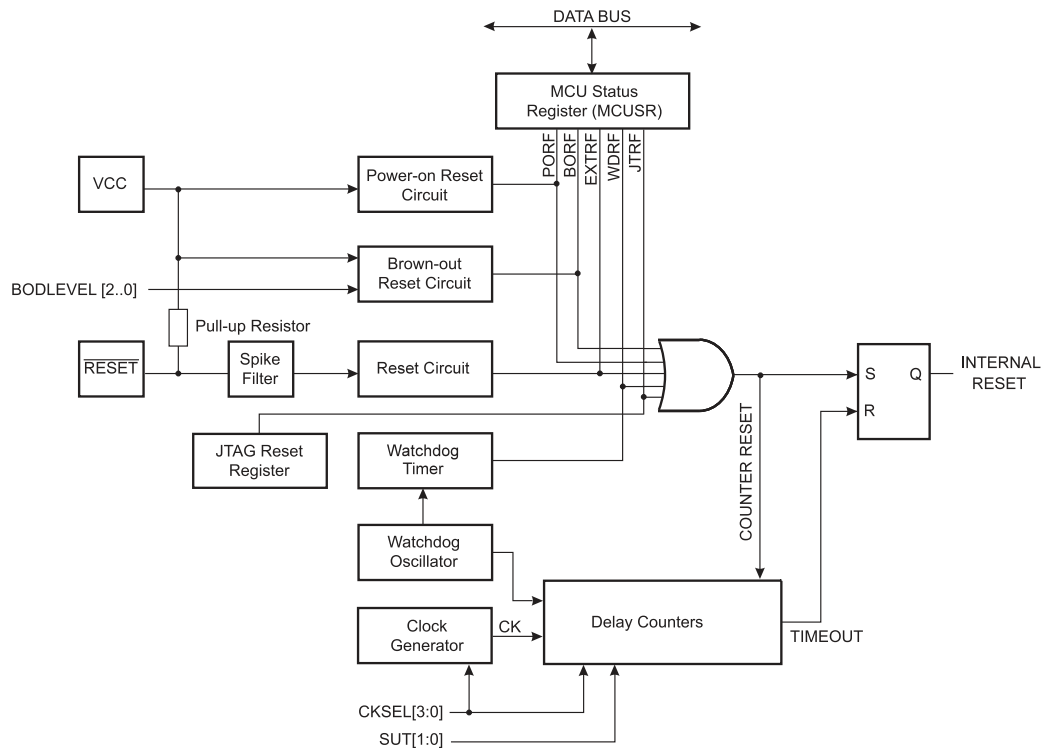 DATA BUS
MCU Status
Register (MCUSR)
PORF
BORF
EXTRF
WDRF
JTRF
VCC
Power-on Reset
Circuit
Brown-out
Reset Circuit
BODLEVEL [2..0]
Pull-up Resistor
RESET
Spike
Filter
Reset Circuit
S
Q
R
INTERNAL
RESET
COUNTER RESET
JTAG Reset
Register
Watchdog
Timer
Watchdog
Oscillator
Clock
Generator
CK
Delay Counters
TIMEOUT
CKSEL[3:0]
SUT[1:0]